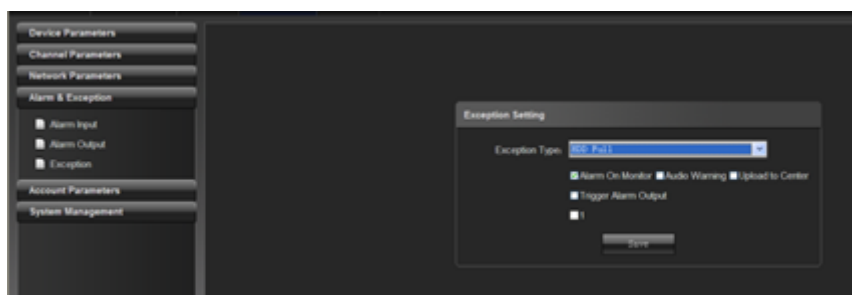 Device Parameters
Channel Parameters
Network Parameters
Alarm & Exception
Alarm Input
Alarm Output
Exception
Account Parameters
System Management
Exception Setting
Exception Type: HDD Full
Alarm On Monitor Audio Warning Upload to Center
Trigger Alarm Output
1
Save